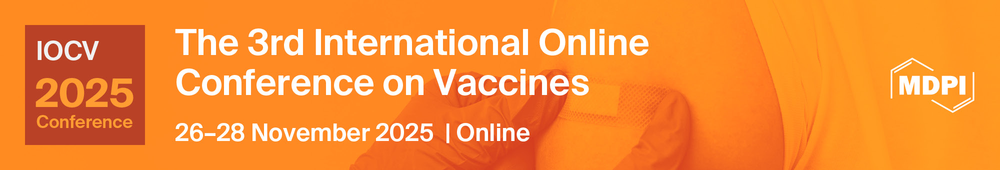 IOCV
2025
Conference
The 3rd International Online
Conference on Vaccines
26–28 November 2025 | Online
MDPI